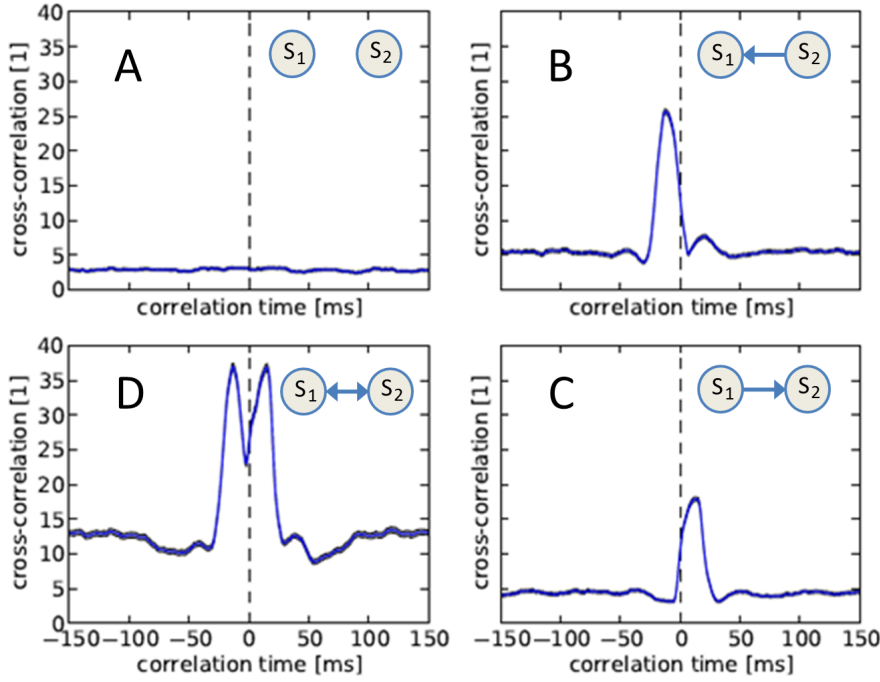 A
S1
S2
cross-correlation [1]
40
35
30
25
20
15
10
5
0
correlation time [ms]
B
S1
S2
cross-correlation [1]
correlation time [ms]
D
S1
S2
cross-correlation [1]
40
35
30
25
20
15
10
5
0
−150 −100 −50 0 50 100 150
correlation time [ms]
C
S1
S2
cross-correlation [1]
−150 −100 −50 0 50 100 150
correlation time [ms]